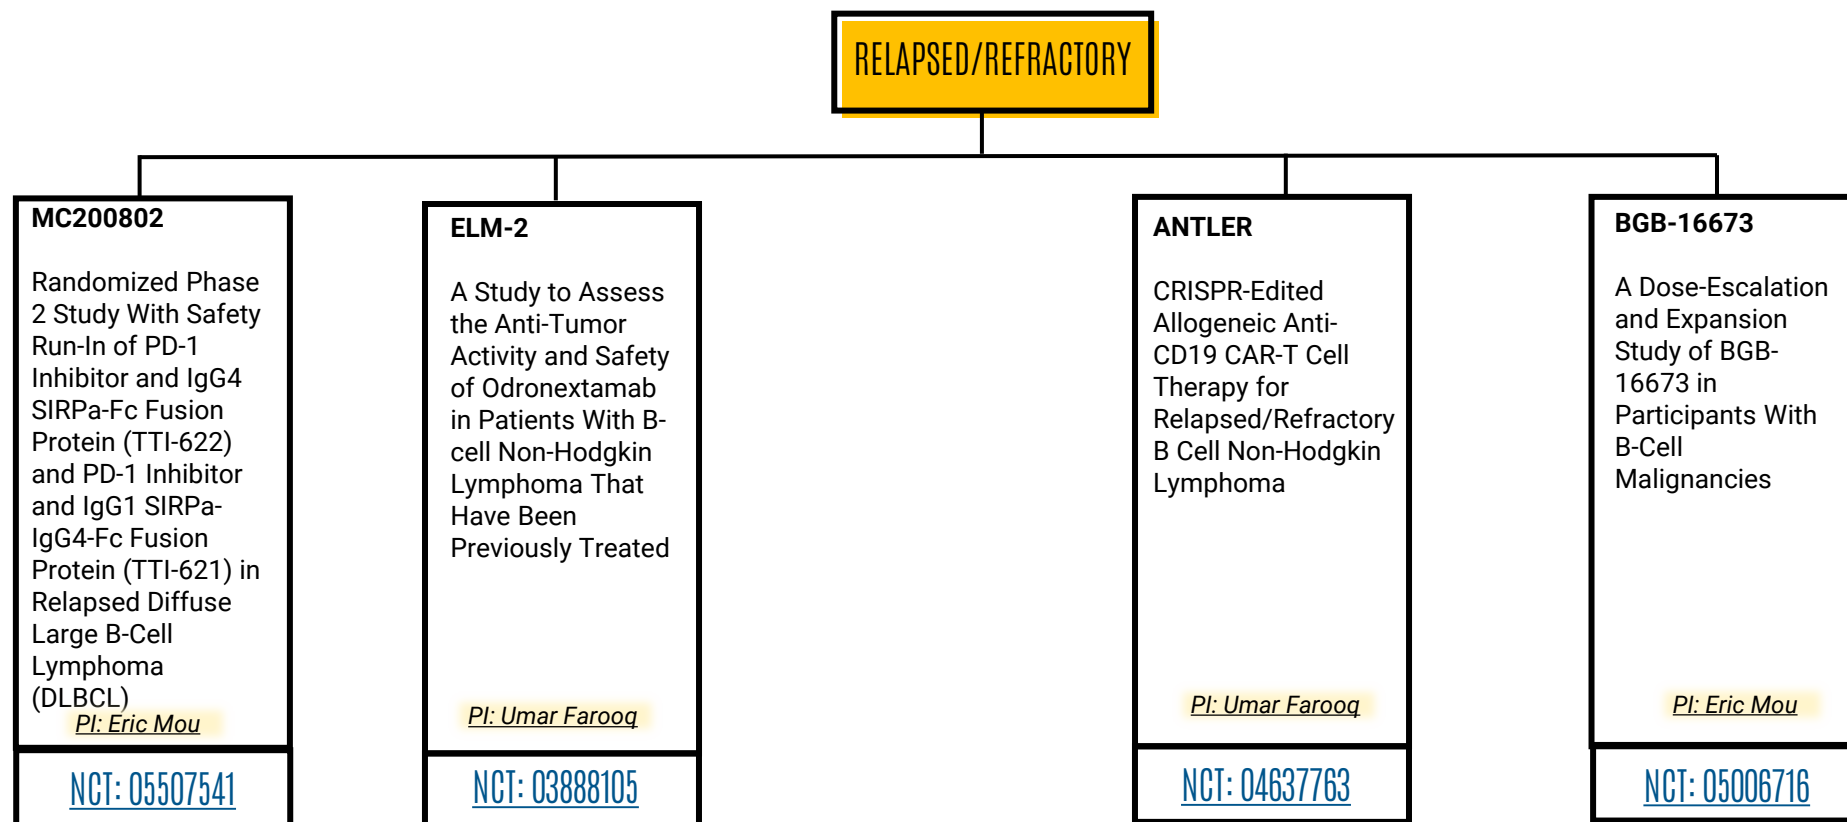 RELAPSED/REFRACTORY
MC200802
Randomized Phase
2 Study With Safety
Run-In of PD-1
Inhibitor and IgG4
SIRPa-Fc Fusion
Protein (TTI-622)
and PD-1 Inhibitor
and IgG1 SIRPa-
IgG4-Fc Fusion
Protein (TTI-621) in
Relapsed Diffuse
Large B-Cell
Lymphoma
(DLBCL)
PI: Eric Mou
NCT: 05507541
ELM-2
A Study to Assess
the Anti-Tumor
Activity and Safety
of Odronextamab
in Patients With B-
cell Non-Hodgkin
Lymphoma That
Have Been
Previously Treated
PI: Umar Farooq
NCT: 03888105
ANTLER
CRISPR-Edited
Allogeneic Anti-
CD19 CAR-T Cell
Therapy for
Relapsed/Refractory
B Cell Non-Hodgkin
Lymphoma
PI: Umar Farooq
NCT: 04637763
BGB-16673
A Dose-Escalation
and Expansion
Study of BGB-
16673 in
Participants With
B-Cell
Malignancies
PI: Eric Mou
NCT: 05006716